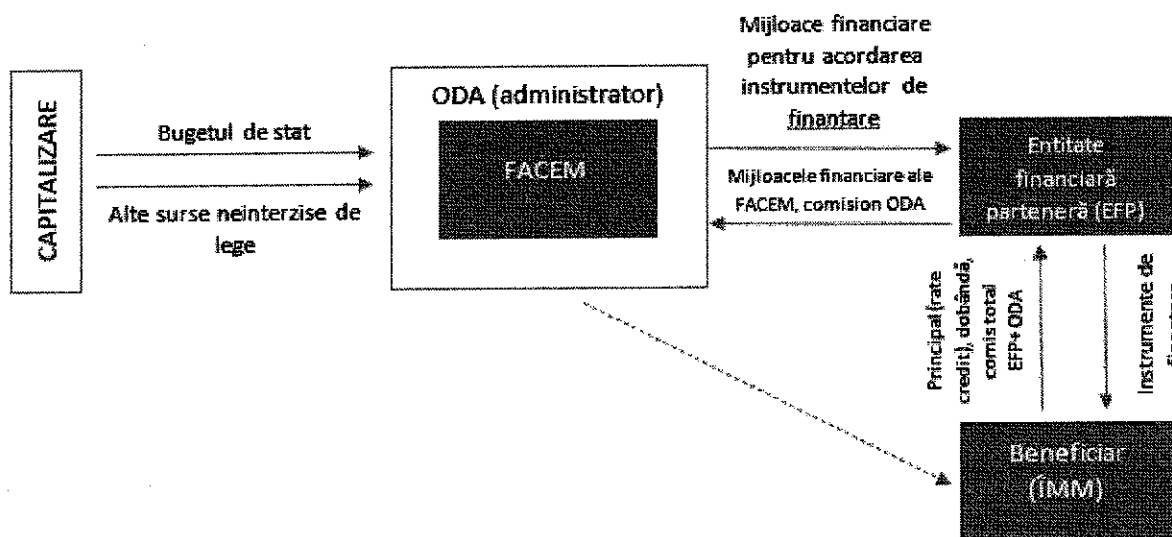 CAPITALIZARE
Bugetul de stat
Alte surse neinterzise de
lege
ODA (administrator)
FACEM
Mijloace financiare
pentru acordarea
instrumentelor de
finantare
Mijloacele financiare ale
FACEM, comision ODA
Entitate
financiară
parteneră (EFP)
Principal (rate
credit), dobândă,
comis total
EFP+ODA
Instrumente de
Beneficiar
(ÎMM)